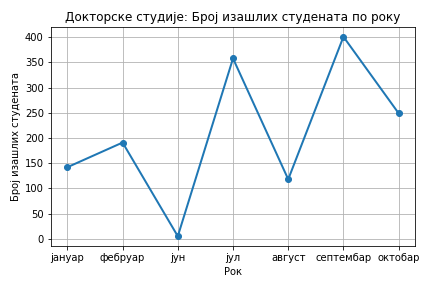 Докторске студије: Број изашлих студената по року
Број изашлих студената
400
350
300
250
200
150
100
50
0
јануар фебруар јун јул август септембар октобар
Рок